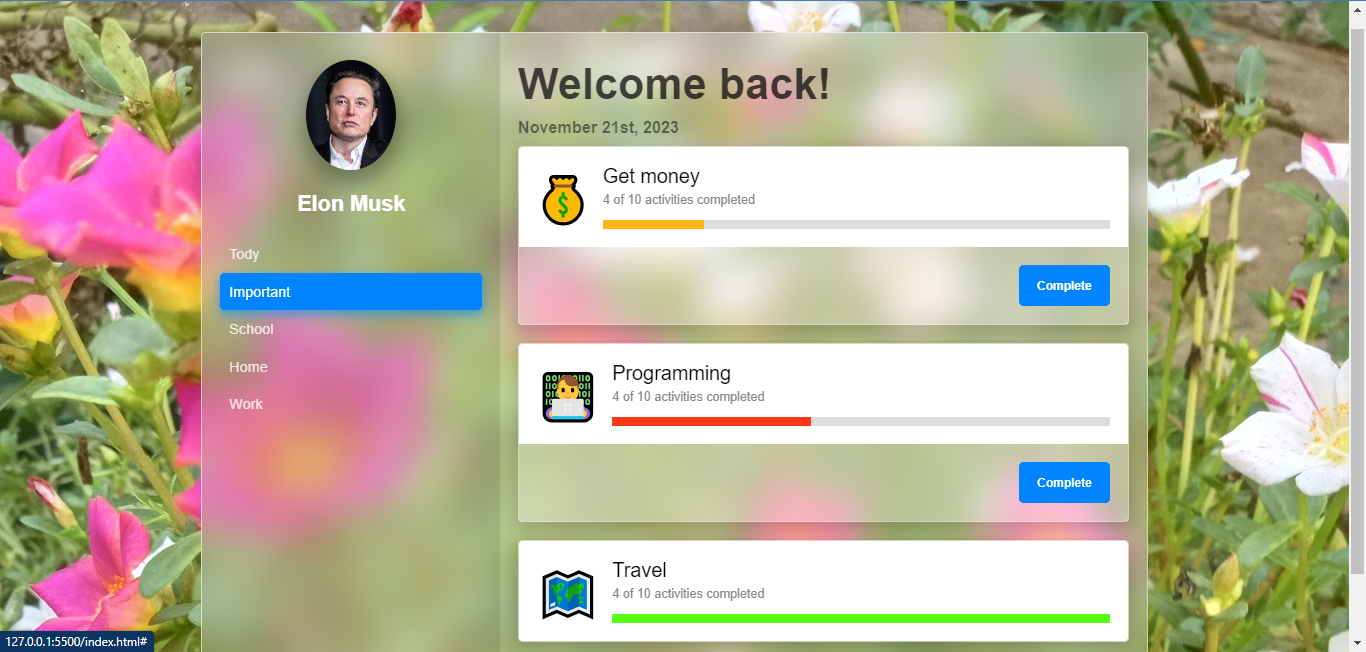 Elon Musk
Tody
Important
School
Home
Work
Welcome back!
November 21st, 2023
Get money
4 of 10 activities completed
Complete
Programming
4 of 10 activities completed
Complete
Travel
4 of 10 activities completed
127.0.0.1:5500/index.html#